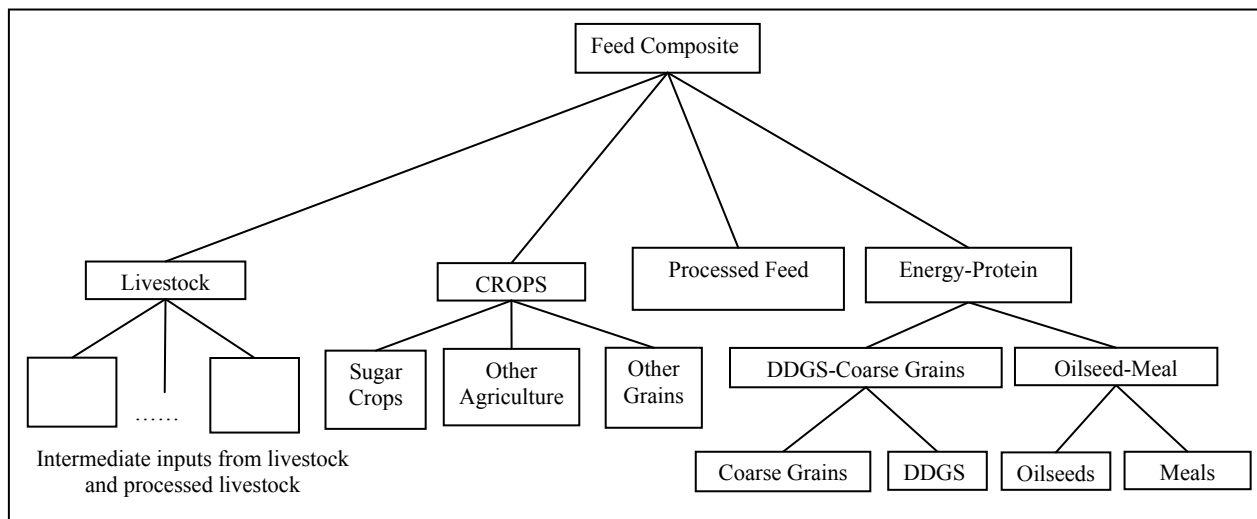 Feed Composite
Livestock
CROPS
Processed Feed
Energy-Protein
Sugar
Crops
Other
Agriculture
Other
Grains
DDGS-Coarse Grains
Oilseed-Meal
......
Intermediate inputs from livestock
and processed livestock
Coarse Grains
DDGS
Oilseeds
Meals